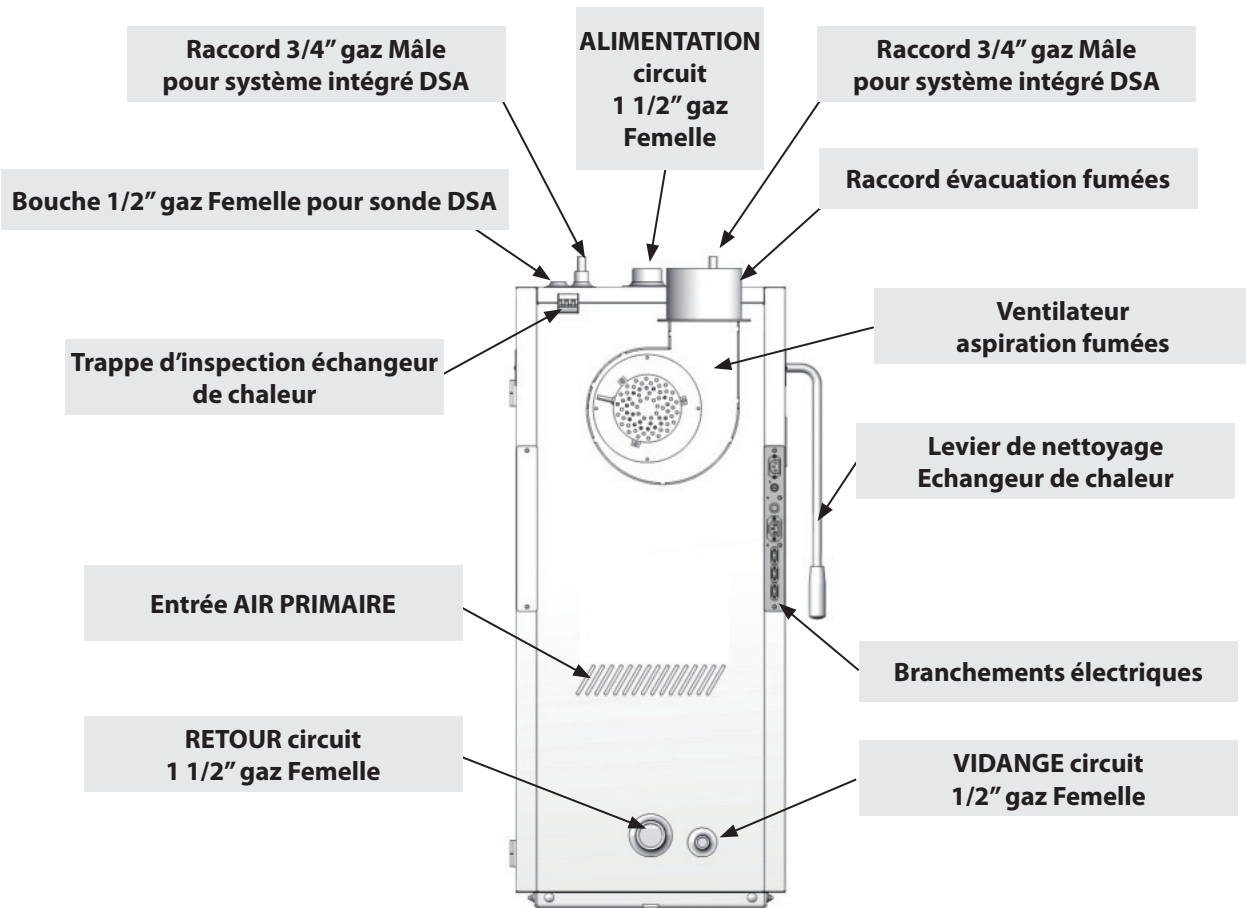 Raccord 3/4” gaz Mâle
pour système intégré DSA
ALIMENTATION
circuit
1 1/2” gaz
Femelle
Raccord 3/4” gaz Mâle
pour système intégré DSA
Bouche 1/2” gaz Femelle pour sonde DSA
Raccord évacuation fumées
Trappe d’inspection échangeur
de chaleur
Ventilateur
aspiration fumées
Levier de nettoyage
Echangeur de chaleur
Entrée AIR PRIMAIRE
Branchements électriques
RETOUR circuit
1 1/2” gaz Femelle
VIDANGE circuit
1/2” gaz Femelle